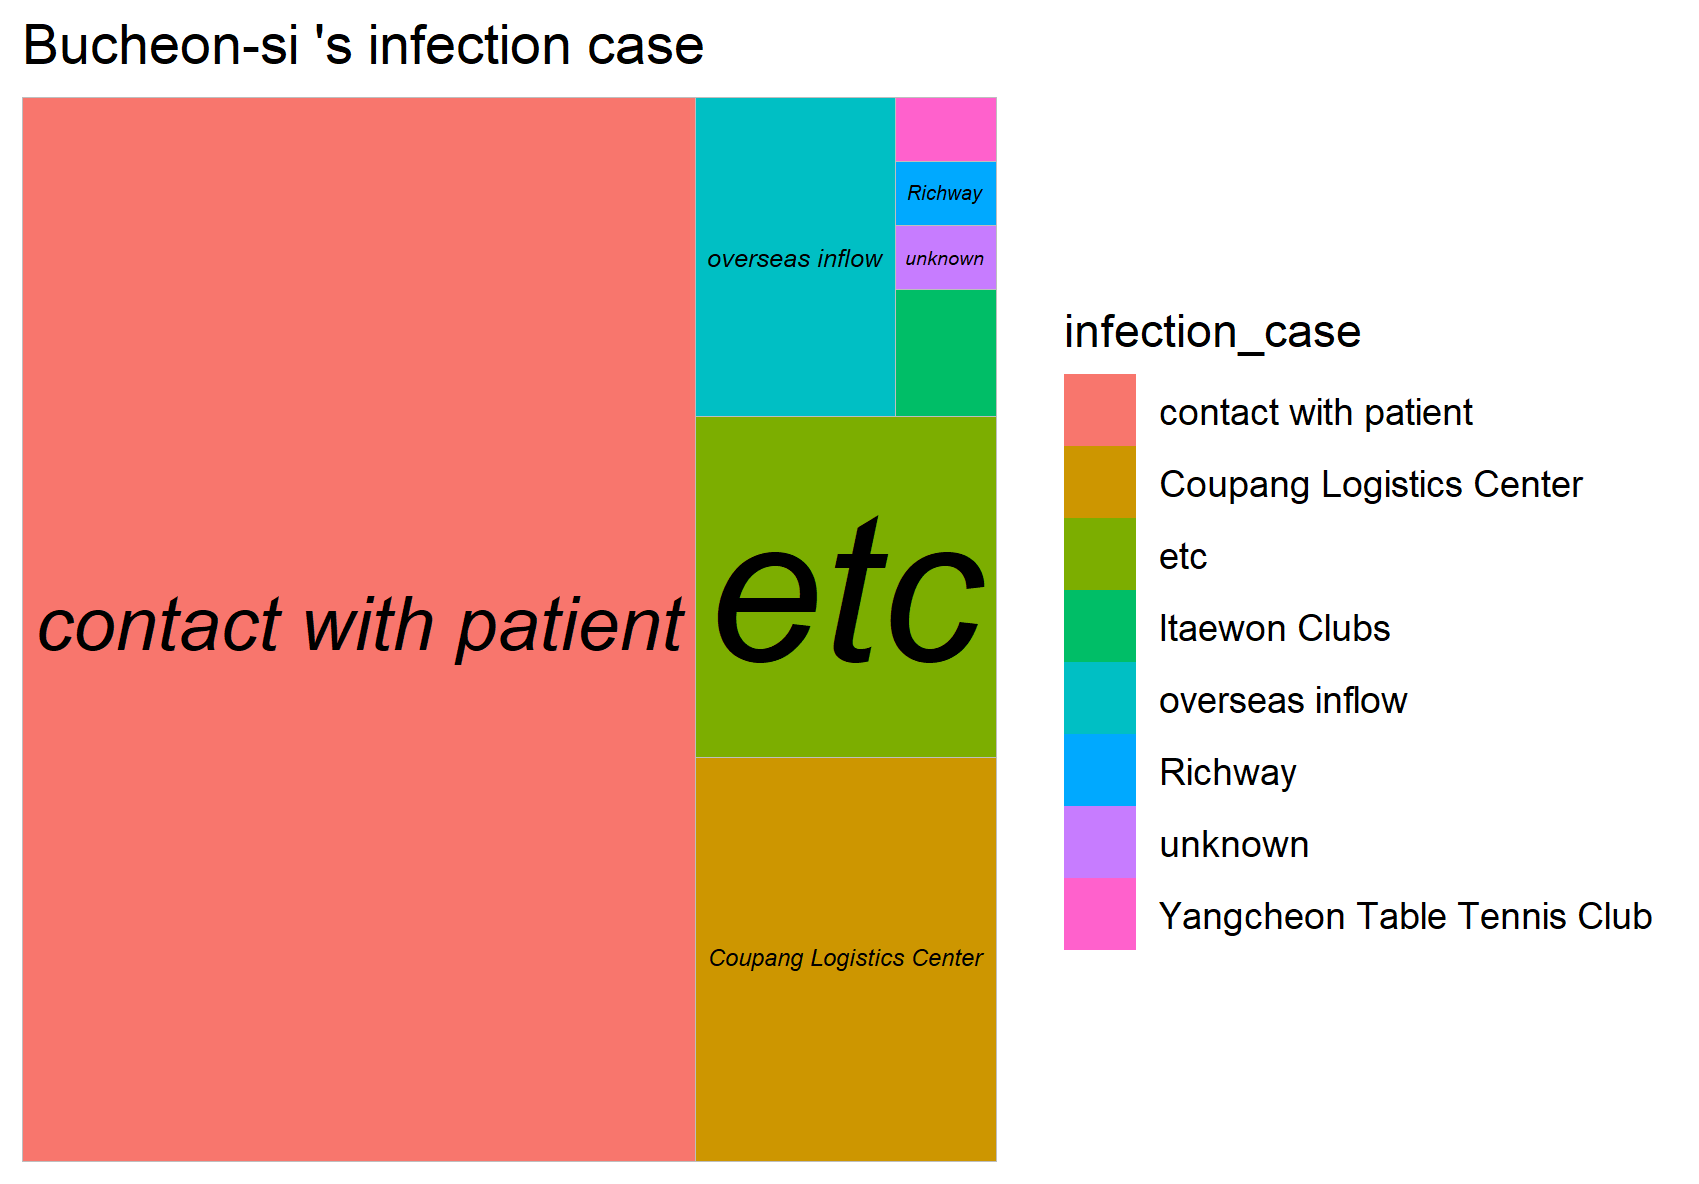 Bucheon-si 's infection case
contact with patient
overseas inflow
Richway
unknown
etc
Coupang Logistics Center
infection_case
contact with patient
Coupang Logistics Center
etc
Itaewon Clubs
overseas inflow
Richway
unknown
Yangcheon Table Tennis Club